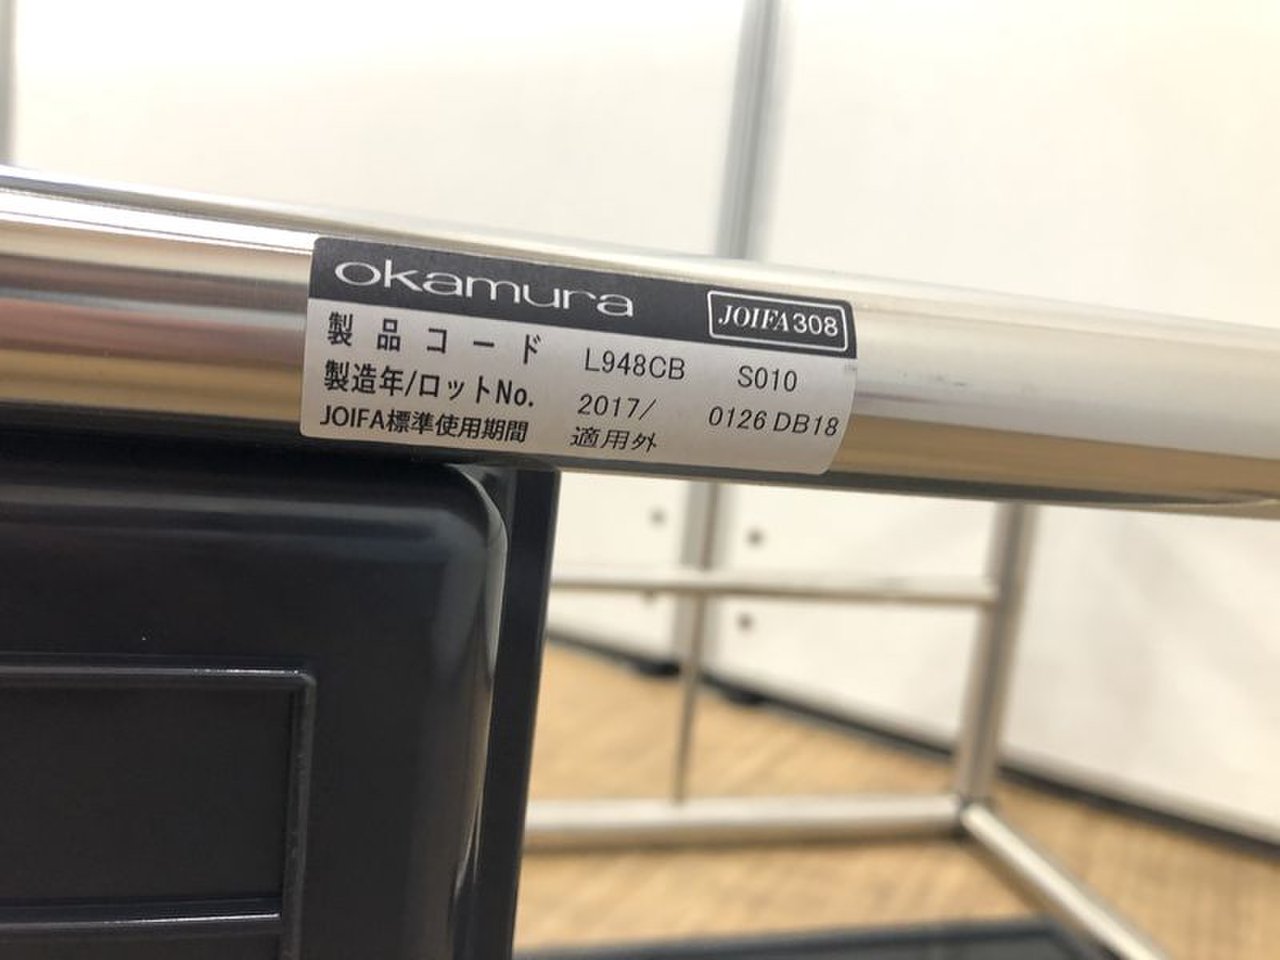 okamura JOIFA308
製品コード L948CB S010
製造年/ロットNo. 2017/ 0126 DB18
JOIFA標準使用期間 適用外